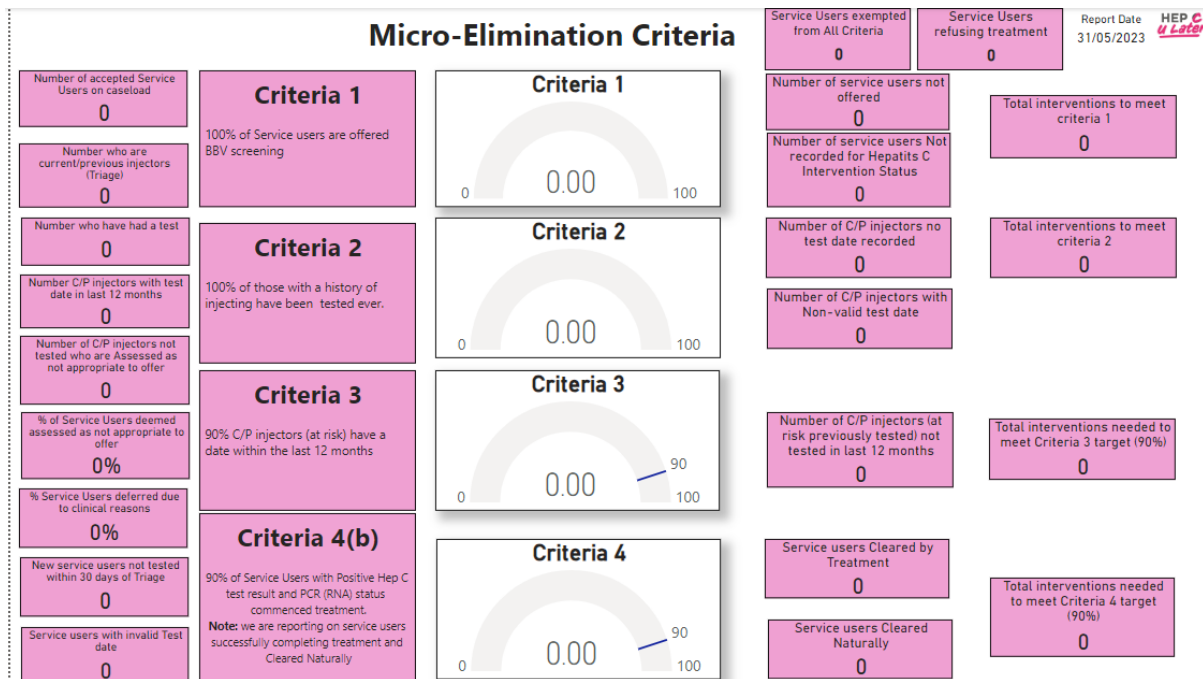 Micro-Elimination Criteria
Service Users exempted
from All Criteria
0
Service Users
refusing treatment
0
Report Date
31/05/2023
HEP C
U Later
Number of accepted Service
Users on caseload
0
Number who are
current/previous injectors
(Triage)
0
Number who have had a test
0
Number C/P injectors with test
date in last 12 months
0
Number of C/P injectors not
tested who are Assessed as
not appropriate to offer
0
% of Service Users deemed
assessed as not appropriate to
offer
0%
% Service Users deferred due
to clinical reasons
0%
New service users not tested
within 30 days of Triage
0
Service users with invalid Test
date
0
Criteria 1
100% of Service users are offered
BBV screening
Criteria 2
100% of those with a history of
injecting have been tested ever.
Criteria 3
90% C/P injectors (at risk) have a
date within the last 12 months
Criteria 4(b)
90% of Service Users with Positive Hep C
test result and PCR (RNA) status
commenced treatment.
Note: we are reporting on service users
successfully completing treatment and
Cleared Naturally
Criteria 1
0.00
0
100
Criteria 2
0.00
0
100
Criteria 3
90
0.00
0
100
Criteria 4
90
0.00
0
100
Number of service users not
offered
0
Number of service users Not
recorded for Hepatits C
Intervention Status
0
Number of C/P injectors no
test date recorded
0
Number of C/P injectors with
Non-valid test date
0
Number of C/P injectors (at
risk previously tested) not
tested in last 12 months
0
Service users Cleared by
Treatment
0
Service users Cleared
Naturally
0
Total interventions to meet
criteria 1
0
Total interventions to meet
criteria 2
0
Total interventions needed to
meet Criteria 3 target (90%)
0
Total interventions needed
to meet Criteria 4 target
(90%)
0